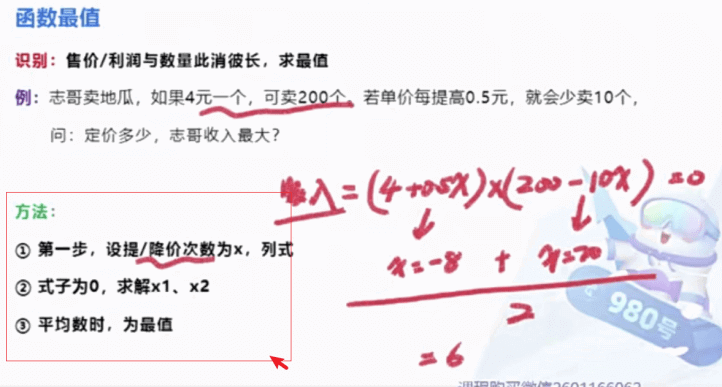 函数最值
识别：售价/利润与数量此消彼长，求最值
例：志哥卖地瓜，如果4元一个，可卖200个。若单价每提高0.5元，就会少卖10个，
问：定价多少，志哥收入最大？
收入=(4+0.5x)×(200-10x)=0
方法：
① 第一步，设提/降价次数为x，列式
x=-8 + x=20
② 式子为0，求解x1、x2
2
③ 平均数时，为最值
=6
980号
课程购买微信2691166962